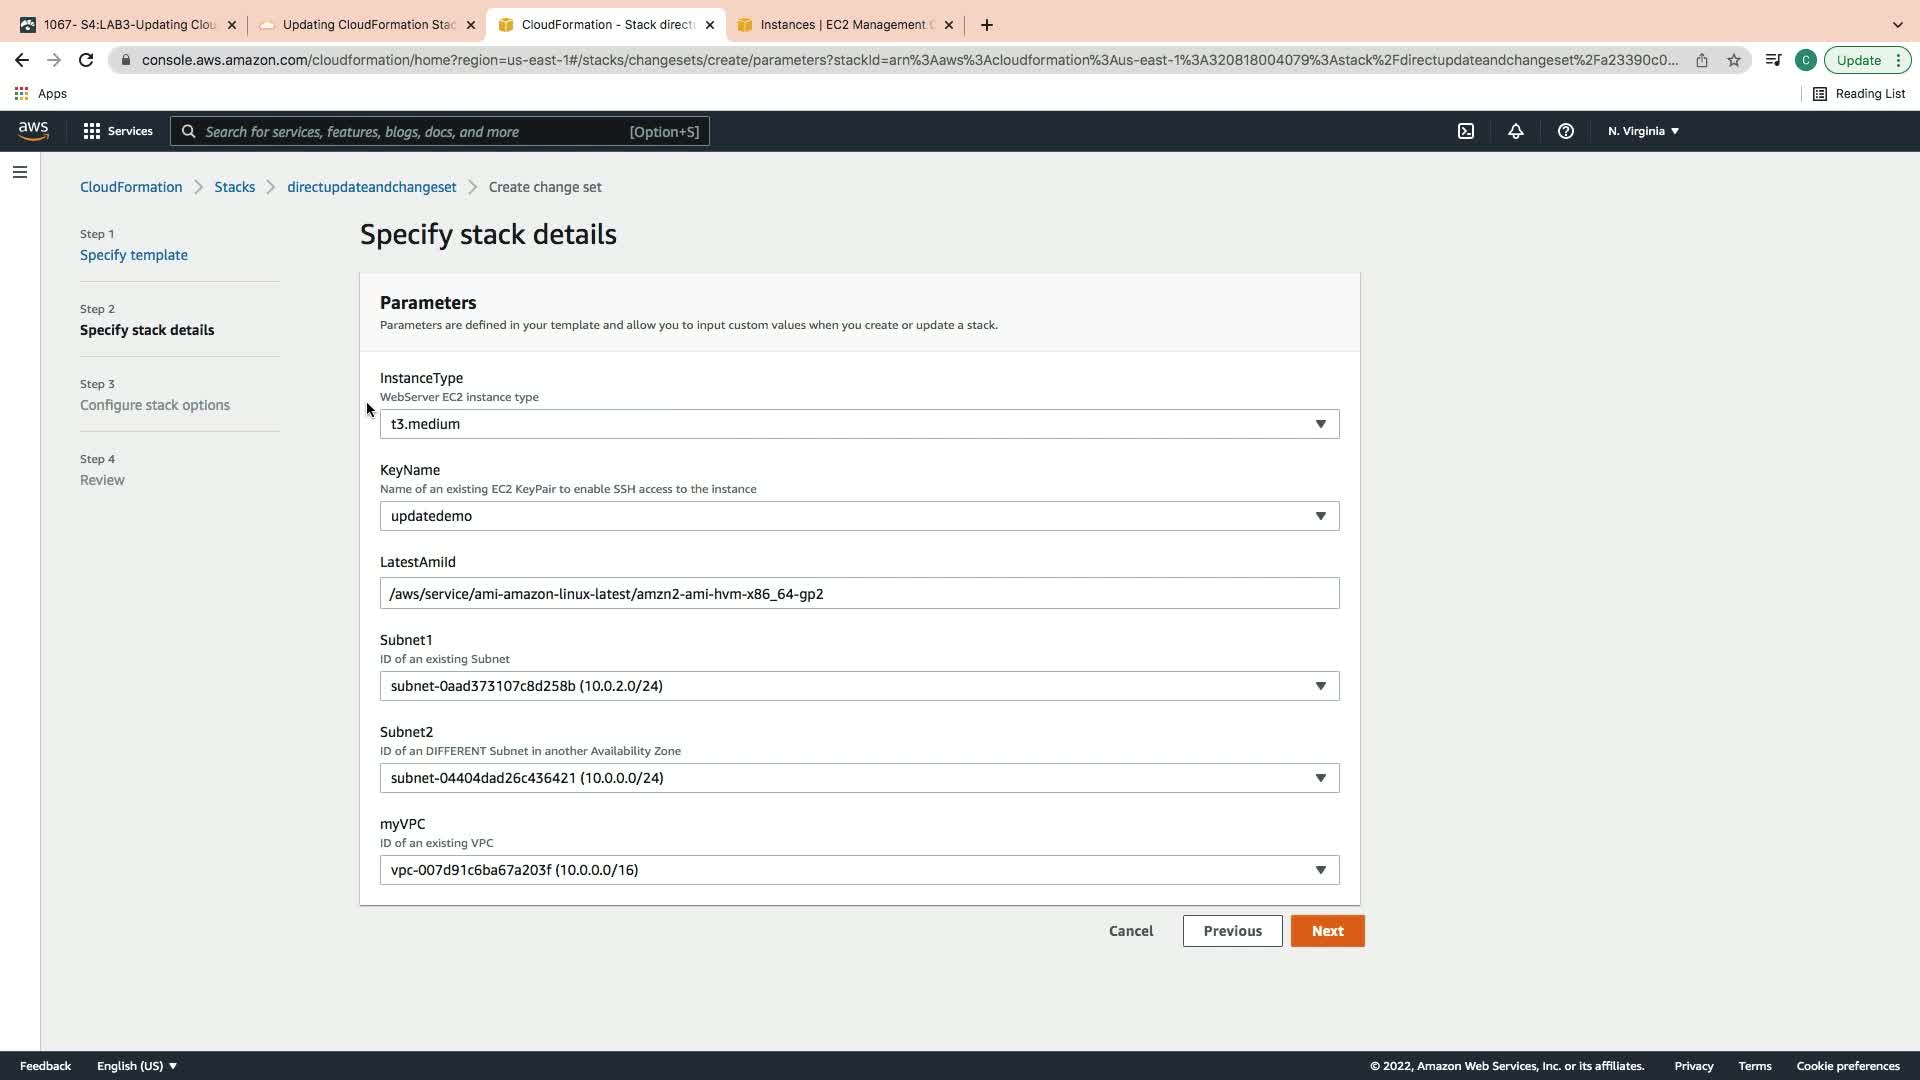 1067- S4:LAB3-Updating Clou
Updating CloudFormation Stac
CloudFormation - Stack direct
Instances | EC2 Management C
console.aws.amazon.com/cloudformation/home?region=us-east-1#/stacks/changesets/create/parameters?stackId=arn%3Aaws%3Acloudformation%3Aus-east-1%3A320818004079%3Astack%2Fdirectupdateandchangeset%2Fa23390c0...
C
Update
Apps
Reading List
aws
Services
Search for services, features, blogs, docs, and more
[Option+S]
N. Virginia
CloudFormation
Stacks
directupdateandchangeset
Create change set
Step 1
Specify template
Step 2
Specify stack details
Step 3
Configure stack options
Step 4
Review
Specify stack details
Parameters
Parameters are defined in your template and allow you to input custom values when you create or update a stack.
InstanceType
WebServer EC2 instance type
t3.medium
KeyName
Name of an existing EC2 KeyPair to enable SSH access to the instance
updatedemo
LatestAmiId
/aws/service/ami-amazon-linux-latest/amzn2-ami-hvm-x86_64-gp2
Subnet1
ID of an existing Subnet
subnet-0aad373107c8d258b (10.0.2.0/24)
Subnet2
ID of an DIFFERENT Subnet in another Availability Zone
subnet-04404dad26c436421 (10.0.0.0/24)
myVPC
ID of an existing VPC
vpc-007d91c6ba67a203f (10.0.0.0/16)
Cancel
Previous
Next
Feedback
English (US)
© 2022, Amazon Web Services, Inc. or its affiliates.
Privacy
Terms
Cookie preferences